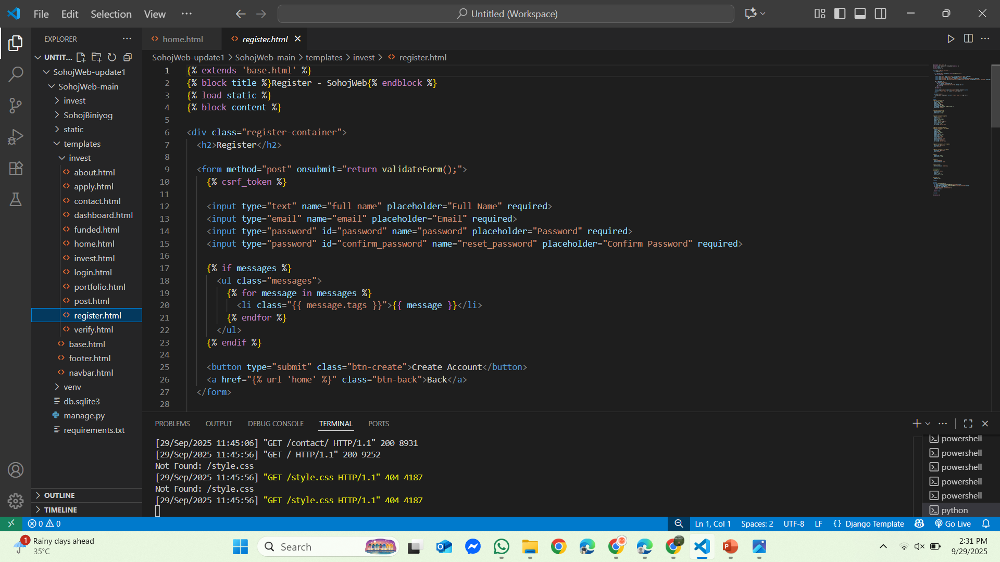 File Edit Selection View ···
Untitled (Workspace)
EXPLORER
UNTIT...
SohojWeb-update1
SohojWeb-main
invest
SohojBiniyog
static
templates
invest
about.html
apply.html
contact.html
dashboard.html
funded.html
home.html
invest.html
login.html
portfolio.html
post.html
register.html
verify.html
base.html
footer.html
navbar.html
venv
db.sqlite3
manage.py
requirements.txt
OUTLINE
TIMELINE
home.html register.html
SohojWeb-update1 > SohojWeb-main > templates > invest > register.html
1 {% extends 'base.html' %}
2 {% block title %}Register - SohojWeb{% endblock %}
3 {% load static %}
4 {% block content %}
5
6 <div class="register-container">
7 <h2>Register</h2>
8
9 <form method="post" onsubmit="return validateForm();">
10 {% csrf_token %}
11
12 <input type="text" name="full_name" placeholder="Full Name" required>
13 <input type="email" name="email" placeholder="Email" required>
14 <input type="password" id="password" name="password" placeholder="Password" required>
15 <input type="password" id="confirm_password" name="reset_password" placeholder="Confirm Password" required>
16
17 {% if messages %}
18 <ul class="messages">
19 {% for message in messages %}
20 <li class="{{ message.tags }}">{{ message }}</li>
21 {% endfor %}
22 </ul>
23 {% endif %}
24
25 <button type="submit" class="btn-create">Create Account</button>
26 <a href="{% url 'home' %}" class="btn-back">Back</a>
27 </form>
28
PROBLEMS OUTPUT DEBUG CONSOLE TERMINAL PORTS
[29/Sep/2025 11:45:06] "GET /contact/ HTTP/1.1" 200 8931
[29/Sep/2025 11:45:56] "GET / HTTP/1.1" 200 9252
Not Found: /style.css
[29/Sep/2025 11:45:56] "GET /style.css HTTP/1.1" 404 4187
Not Found: /style.css
[29/Sep/2025 11:45:56] "GET /style.css HTTP/1.1" 404 4187
powershell
powershell
powershell
powershell
powershell
python
0 0
Ln 1, Col 1 Spaces: 2 UTF-8 LF {} Django Template Go Live
1
Rainy days ahead
35°C
Search
2:31 PM
9/29/2025